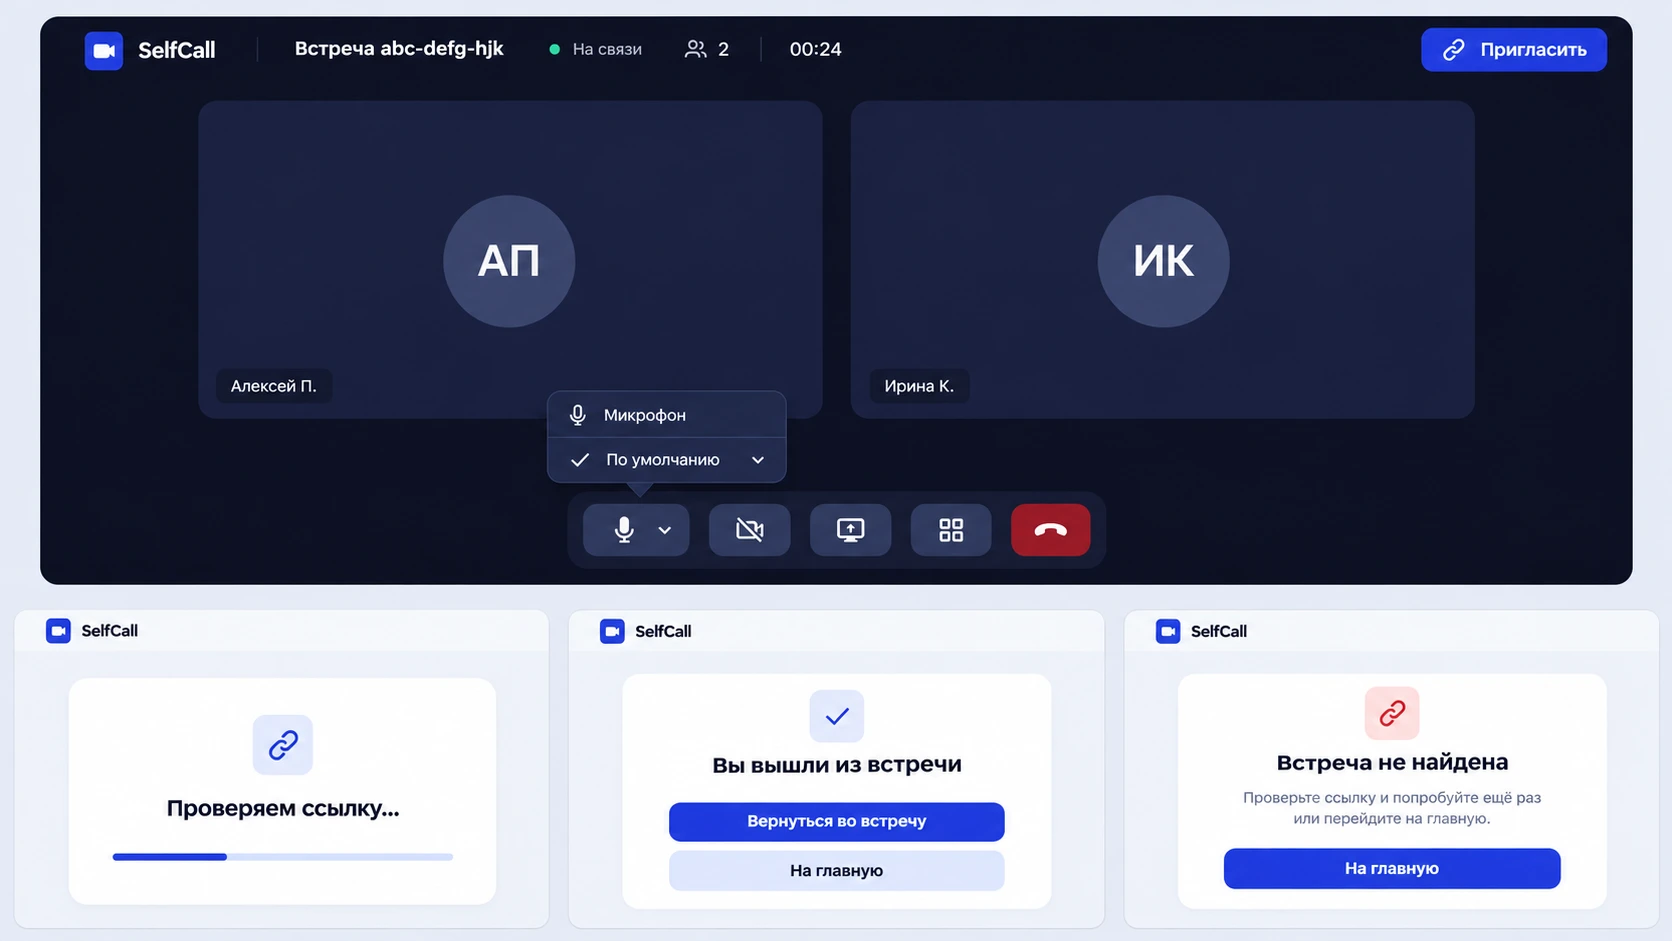 SelfCall
Встреча abc-defg-hjk
На связи
2
00:24
Пригласить
АП
ИК
Алексей П.
Ирина К.
Микрофон
По умолчанию
SelfCall
Проверяем ссылку...
SelfCall
Вы вышли из встречи
Вернуться во встречу
На главную
SelfCall
Встреча не найдена
Проверьте ссылку и попробуйте ещё раз
или перейдите на главную.
На главную